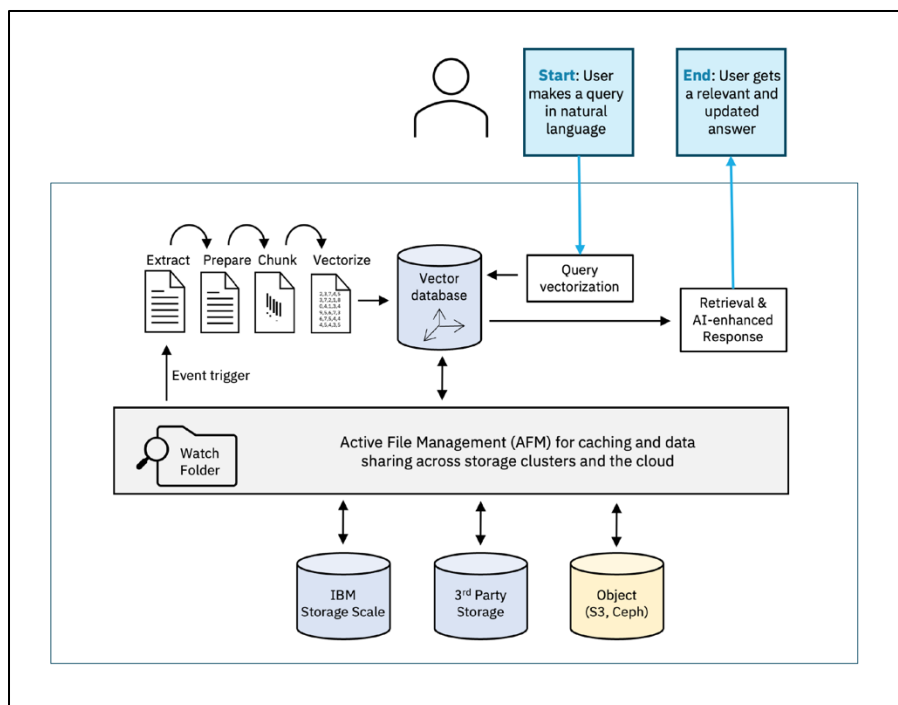 Start: User
makes a query
in natural
language
End: User gets
a relevant and
updated
answer
Extract
Prepare
Chunk
Vectorize
Vector
database
Query
vectorization
Retrieval &
AI-enhanced
Response
Event trigger
Watch
Folder
Active File Management (AFM) for caching and data
sharing across storage clusters and the cloud
IBM
Storage Scale
3rd Party
Storage
Object
(S3, Ceph)